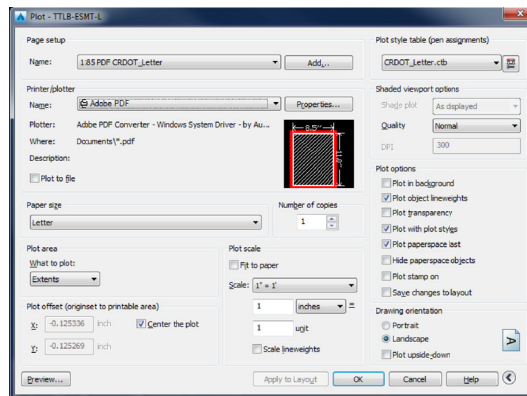 Plot - TTLB-ESMT-L
Page setup
Name:
1:85 PDF CRDOT_Letter
Add...
Printer/plotter
Name:
Adobe PDF
Properties...
Plotter:
Adobe PDF Converter - Windows System Driver - by Au...
Where:
Documents\*.pdf
Description:
Plot to file
8.5"
11.0"
Paper size
Letter
Number of copies
1
Plot area
What to plot:
Extents
Plot offset (origin set to printable area)
X:
-0.125336
inch
Center the plot
Y:
-0.125269
inch
Plot scale
Fit to paper
Scale:
1" = 1'
1
inches
=
1
unit
Scale lineweights
Plot style table (pen assignments)
CRDOT_Letter.ctb
Shaded viewport options
Shade plot
As displayed
Quality
Normal
DPI
300
Plot options
Plot in background
Plot object lineweights
Plot transparency
Plot with plot styles
Plot paperspace last
Hide paperspace objects
Plot stamp on
Save changes to layout
Drawing orientation
Portrait
Landscape
Plot upside-down
A
Preview...
Apply to Layout
OK
Cancel
Help